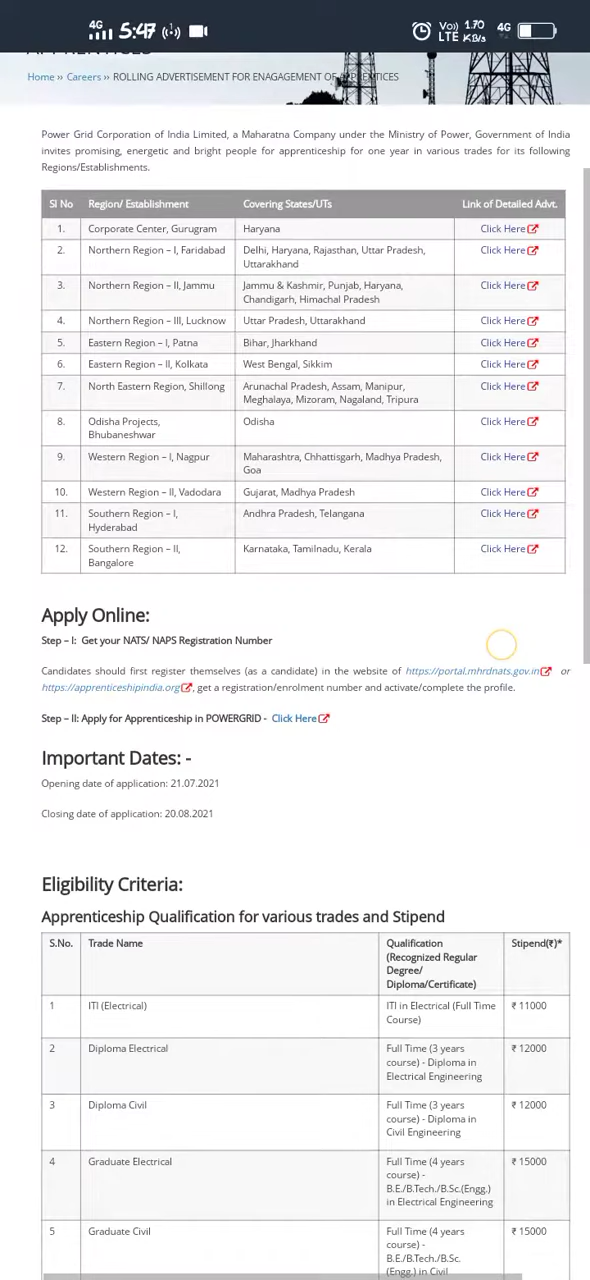 4G 5:47 Vo)) LTE 1.70 KB/s 4G
APPRENTICES
Home ›› Careers ›› ROLLING ADVERTISEMENT FOR ENAGAGEMENT OF APPRENTICES
Power Grid Corporation of India Limited, a Maharatna Company under the Ministry of Power, Government of India
invites promising, energetic and bright people for apprenticeship for one year in various trades for its following
Regions/Establishments.
Sl No Region/ Establishment Covering States/UTs Link of Detailed Advt.
1. Corporate Center, Gurugram Haryana Click Here
2. Northern Region – I, Faridabad Delhi, Haryana, Rajasthan, Uttar Pradesh, Click Here
Uttarakhand
3. Northern Region – II, Jammu Jammu & Kashmir, Punjab, Haryana, Click Here
Chandigarh, Himachal Pradesh
4. Northern Region – III, Lucknow Uttar Pradesh, Uttarakhand Click Here
5. Eastern Region – I, Patna Bihar, Jharkhand Click Here
6. Eastern Region – II, Kolkata West Bengal, Sikkim Click Here
7. North Eastern Region, Shillong Arunachal Pradesh, Assam, Manipur, Click Here
Meghalaya, Mizoram, Nagaland, Tripura
8. Odisha Projects, Odisha Click Here
Bhubaneshwar
9. Western Region – I, Nagpur Maharashtra, Chhattisgarh, Madhya Pradesh, Click Here
Goa
10. Western Region – II, Vadodara Gujarat, Madhya Pradesh Click Here
11. Southern Region – I, Andhra Pradesh, Telangana Click Here
Hyderabad
12. Southern Region – II, Karnataka, Tamilnadu, Kerala Click Here
Bangalore
Apply Online:
Step – I: Get your NATS/ NAPS Registration Number
Candidates should first register themselves (as a candidate) in the website of https://portal.mhrdnats.gov.in or
https://apprenticeshipindia.org, get a registration/enrolment number and activate/complete the profile.
Step – II: Apply for Apprenticeship in POWERGRID - Click Here
Important Dates: -
Opening date of application: 21.07.2021
Closing date of application: 20.08.2021
Eligibility Criteria:
Apprenticeship Qualification for various trades and Stipend
S.No. Trade Name Qualification Stipend(₹)*
(Recognized Regular
Degree/
Diploma/Certificate)
1 ITI (Electrical) ITI in Electrical (Full Time ₹ 11000
Course)
2 Diploma Electrical Full Time (3 years ₹ 12000
course) - Diploma in
Electrical Engineering
3 Diploma Civil Full Time (3 years ₹ 12000
course) - Diploma in
Civil Engineering
4 Graduate Electrical Full Time (4 years ₹ 15000
course) -
B.E./B.Tech./B.Sc.(Engg.)
in Electrical Engineering
5 Graduate Civil Full Time (4 years ₹ 15000
course) -
B.E./B.Tech./B.Sc.
(Engg.) in Civil